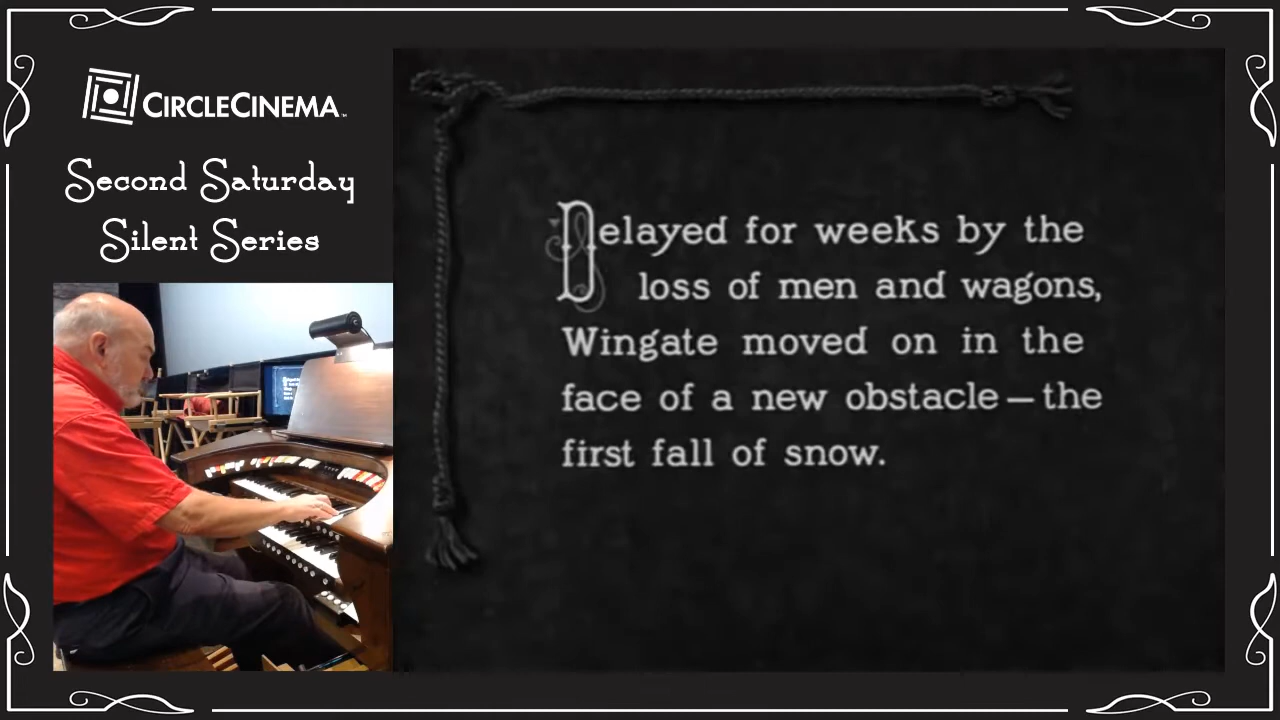 CIRCLECINEMA
Second Saturday
Silent Series
Delayed for weeks by the
loss of men and wagons,
Wingate moved on in the
face of a new obstacle—the
first fall of snow.